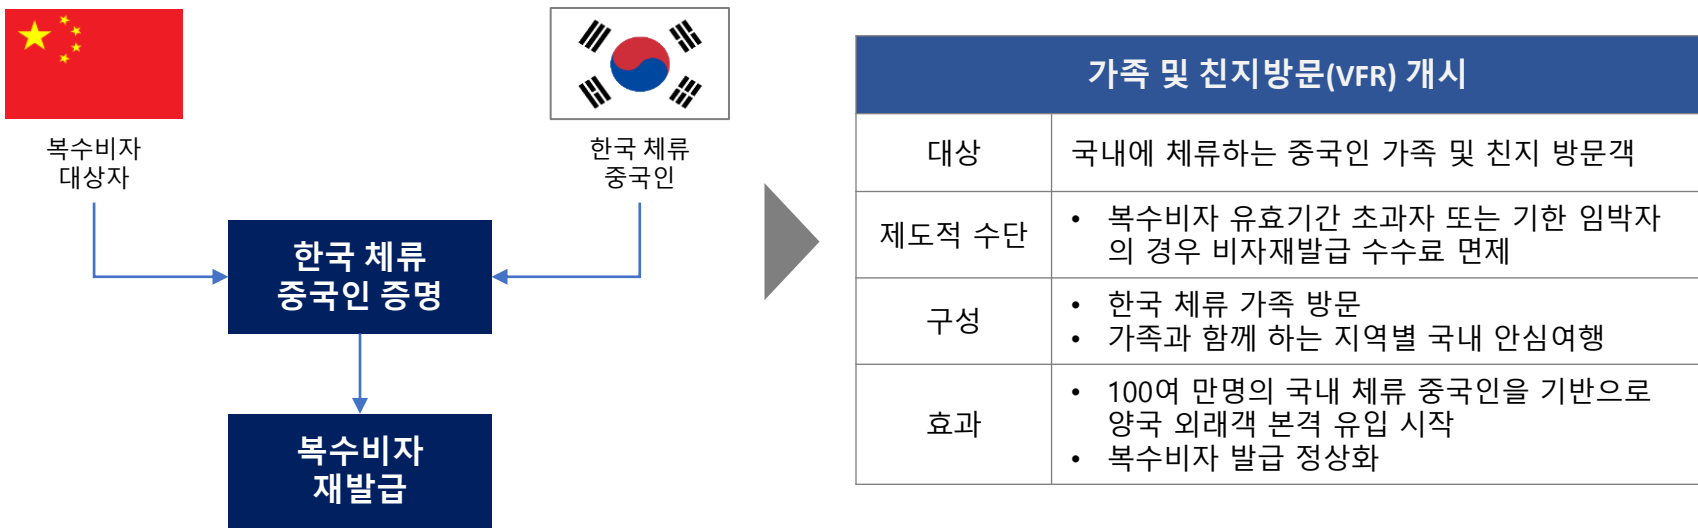 복수비자
대상자
한국 체류
중국인
한국 체류
중국인 증명
복수비자
재발급
가족 및 친지방문(VFR) 개시
대상
국내에 체류하는 중국인 가족 및 친지 방문객
제도적 수단
• 복수비자 유효기간 초과자 또는 기한 임박자
의 경우 비자재발급 수수료 면제
구성
• 한국 체류 가족 방문
• 가족과 함께 하는 지역별 국내 안심여행
효과
• 100여 만명의 국내 체류 중국인을 기반으로
양국 외래객 본격 유입 시작
• 복수비자 발급 정상화